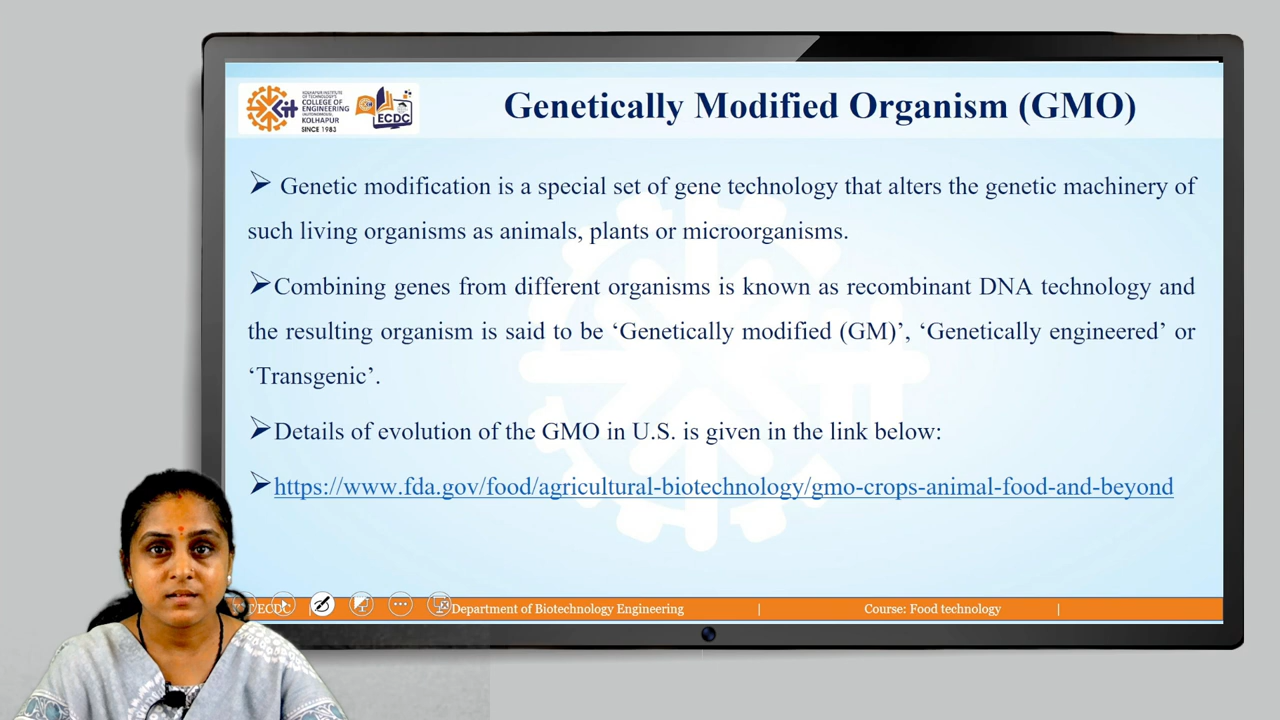 KOLHAPUR INSTITUTE
OF TECHNOLOGY'S
COLLEGE OF
ENGINEERING
(AUTONOMOUS),
KOLHAPUR
SINCE 1983
ECDC
Genetically Modified Organism (GMO)
➢ Genetic modification is a special set of gene technology that alters the genetic machinery of
such living organisms as animals, plants or microorganisms.
➢Combining genes from different organisms is known as recombinant DNA technology and
the resulting organism is said to be ‘Genetically modified (GM)’, ‘Genetically engineered’ or
‘Transgenic’.
➢Details of evolution of the GMO in U.S. is given in the link below:
➢https://www.fda.gov/food/agricultural-biotechnology/gmo-crops-animal-food-and-beyond
/ECDC | Department of Biotechnology Engineering | Course: Food technology |